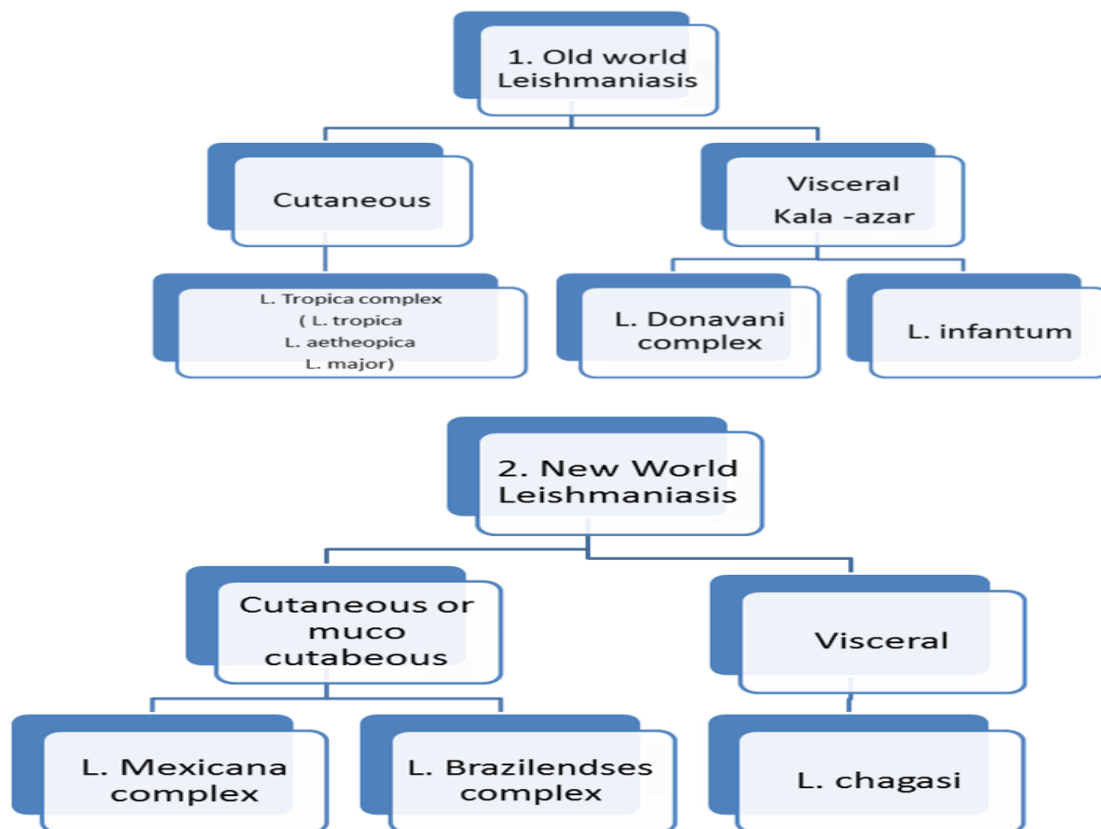 1. Old world
Leishmaniasis
Cutaneous
Visceral
Kala -azar
L. Tropica complex
( L. tropica
L. aetheopica
L. major)
L. Donavani
complex
L. infantum
2. New World
Leishmaniasis
Cutaneous or
muco
cutabeous
Visceral
L. Mexicana
complex
L. Brazilendses
complex
L. chagasi